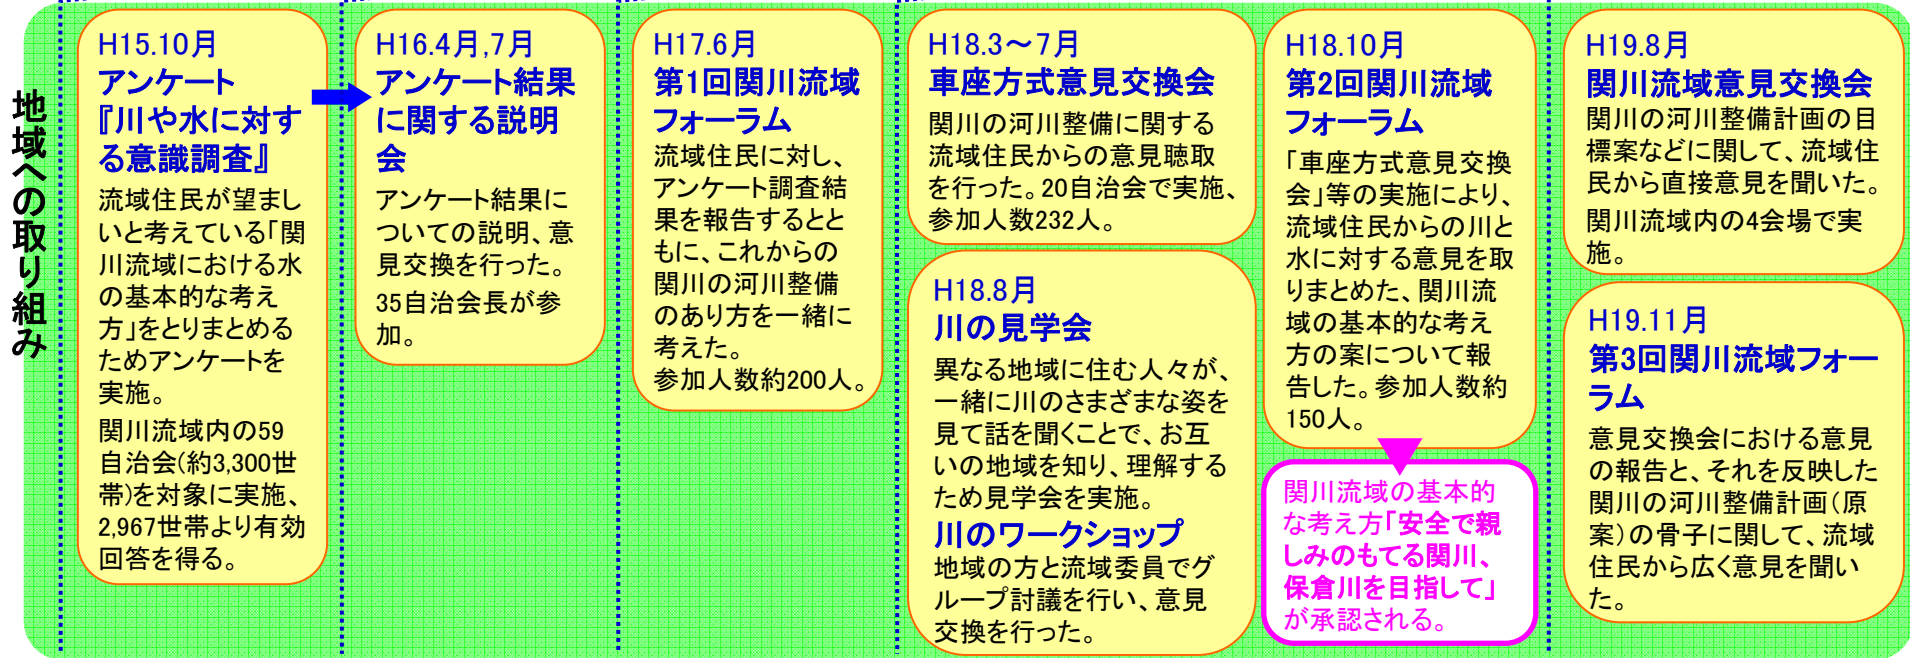 地域への取り組み
H15.10月
アンケート
『川や水に対す
る意識調査』
流域住民が望まし
いと考えている「関
川流域における水
の基本的な考え
方」をとりまとめる
ためアンケートを
実施。
関川流域内の59
自治会(約3,300世
帯)を対象に実施、
2,967世帯より有効
回答を得る。
H16.4月,7月
アンケート結果
に関する説明
会
アンケート結果に
ついての説明、意
見交換を行った。
35自治会長が参
加。
H17.6月
第1回関川流域
フォーラム
流域住民に対し、
アンケート調査結
果を報告するとと
もに、これからの
関川の河川整備
のあり方を一緒に
考えた。
参加人数約200人。
H18.3～7月
車座方式意見交換会
関川の河川整備に関する
流域住民からの意見聴取
を行った。20自治会で実施、
参加人数232人。
H18.8月
川の見学会
異なる地域に住む人々が、
一緒に川のさまざまな姿を
見て話を聞くことで、お互
いの地域を知り、理解する
ため見学会を実施。
川のワークショップ
地域の方と流域委員でグ
ループ討議を行い、意見
交換を行った。
H18.10月
第2回関川流域
フォーラム
「車座方式意見交換
会」等の実施により、
流域住民からの川と
水に対する意見を取
りまとめた、関川流
域の基本的な考え
方の案について報
告した。参加人数約
150人。
関川流域の基本的
な考え方「安全で親
しみのもてる関川、
保倉川を目指して」
が承認される。
H19.8月
関川流域意見交換会
関川の河川整備計画の目
標案などに関して、流域住
民から直接意見を聞いた。
関川流域内の4会場で実
施。
H19.11月
第3回関川流域フォー
ラム
意見交換会における意見
の報告と、それを反映した
関川の河川整備計画(原
案)の骨子に関して、流域
住民から広く意見を聞い
た。